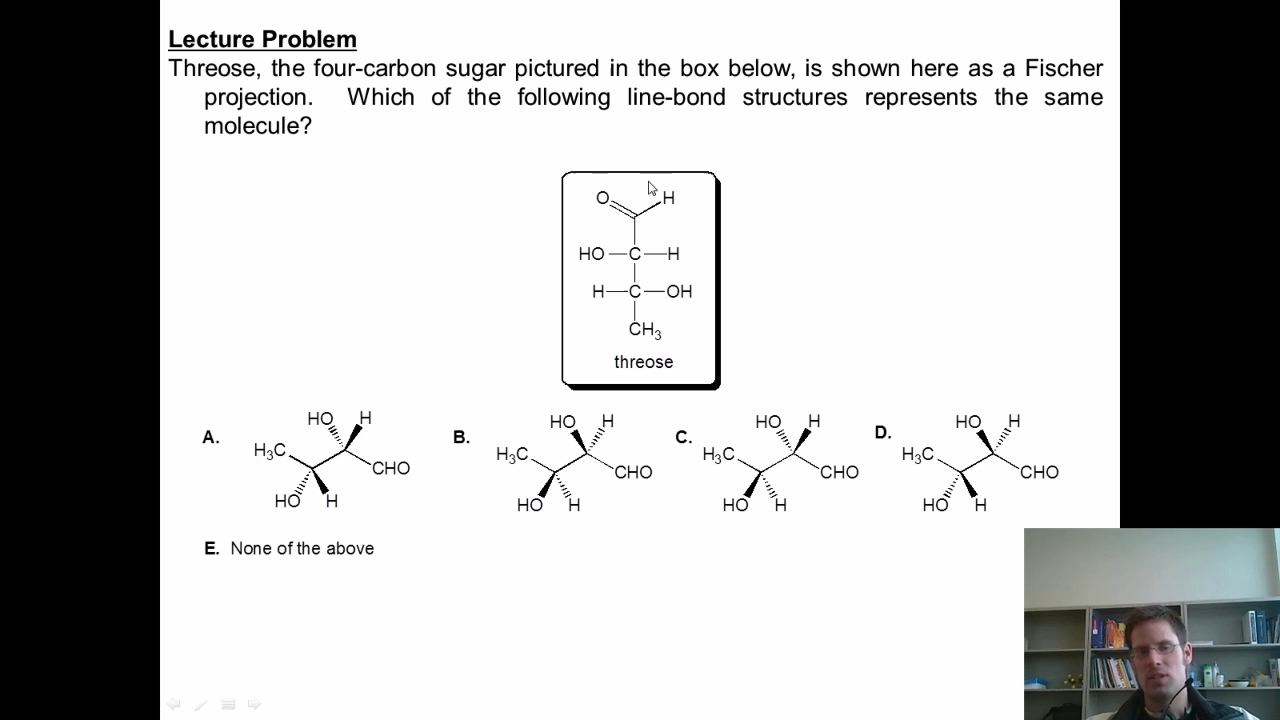 Lecture Problem
Threose, the four-carbon sugar pictured in the box below, is shown here as a Fischer
projection. Which of the following line-bond structures represents the same
molecule?
O H
HO C H
H C OH
CH3
threose
A. HO H
H3C
CHO
HO H
B. HO H
H3C
CHO
HO H
C. HO H
H3C
CHO
HO H
D. HO H
H3C
CHO
HO H
E. None of the above